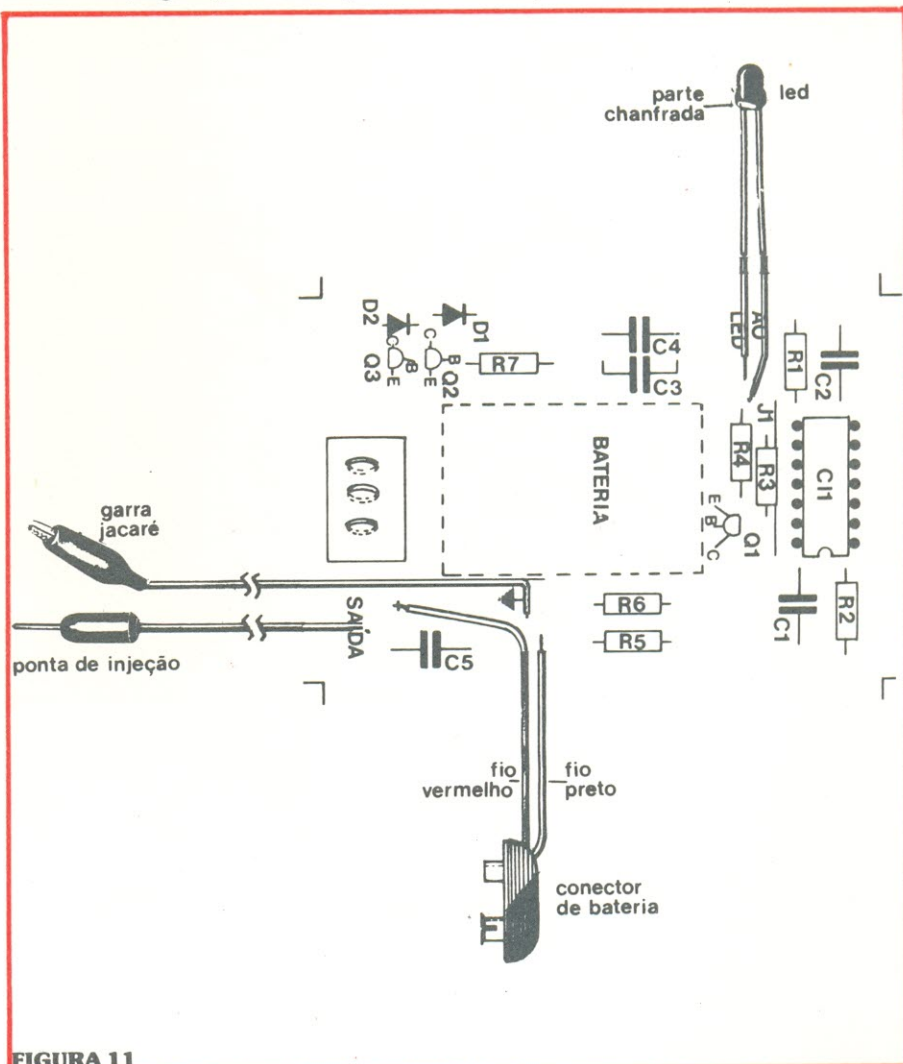 parte
chanfrada
led
LED
AO
D2
D1
C
B
E
Q3
C
B
E
Q2
R7
C4
C3
R1
C2
J1
R4
R3
CI1
BATERIA
E
B
C
Q1
garra
jacaré
SAÍDA
+
R6
R5
C1
R2
ponta de injeção
C5
fio
vermelho
fio
preto
conector
de bateria
FIGURA 11